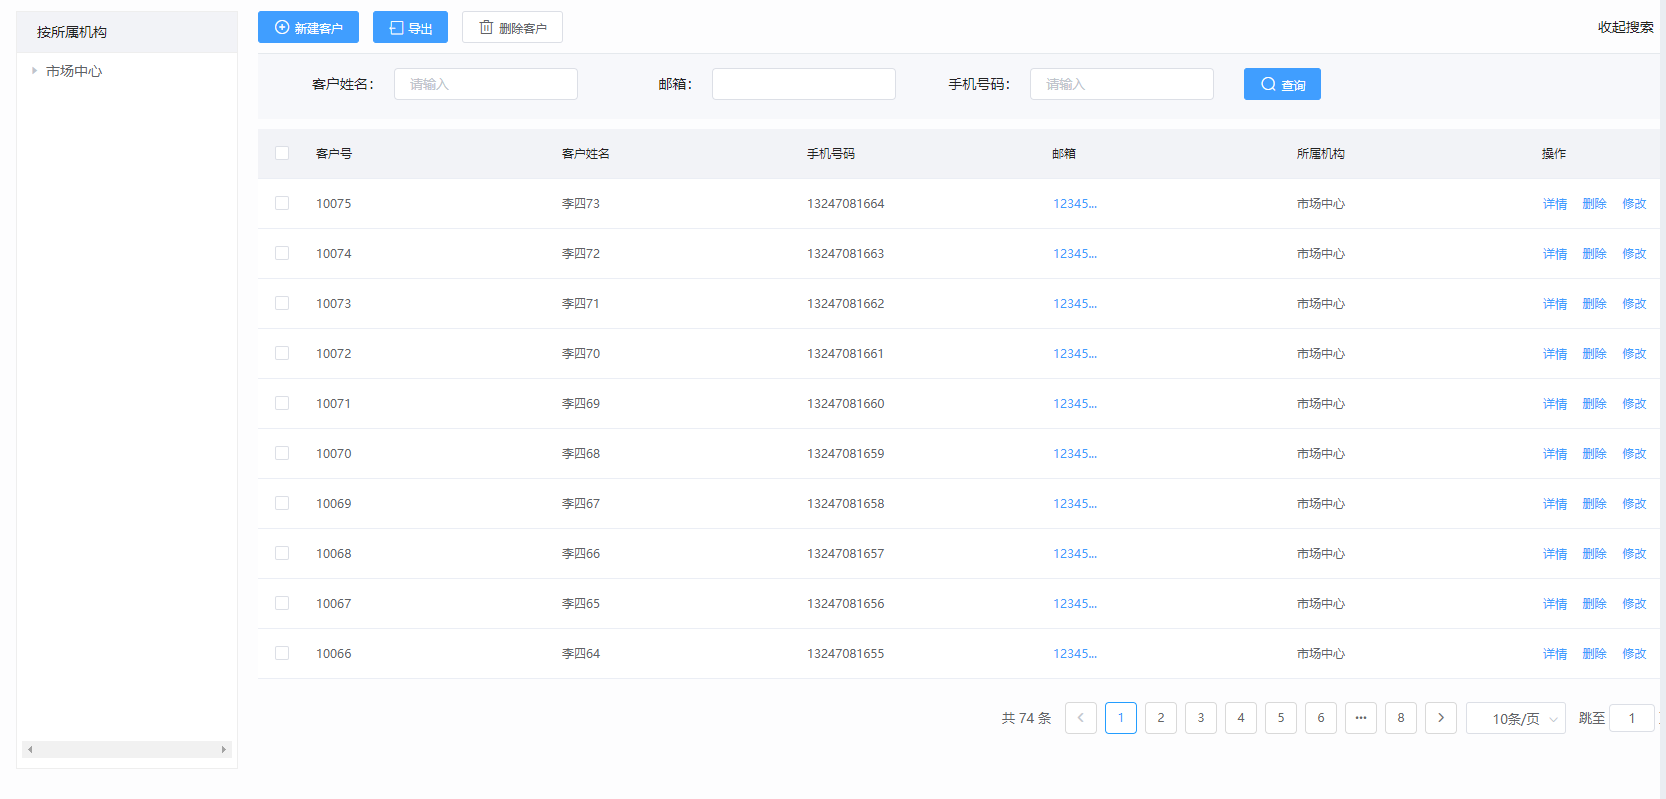 按所属机构
市场中心
新建客户 导出 删除客户 收起搜索
客户姓名： 请输入 邮箱： 手机号码： 请输入 查询
客户号 客户姓名 手机号码 邮箱 所属机构 操作
10075 李四73 13247081664 12345... 市场中心 详情 删除 修改
10074 李四72 13247081663 12345... 市场中心 详情 删除 修改
10073 李四71 13247081662 12345... 市场中心 详情 删除 修改
10072 李四70 13247081661 12345... 市场中心 详情 删除 修改
10071 李四69 13247081660 12345... 市场中心 详情 删除 修改
10070 李四68 13247081659 12345... 市场中心 详情 删除 修改
10069 李四67 13247081658 12345... 市场中心 详情 删除 修改
10068 李四66 13247081657 12345... 市场中心 详情 删除 修改
10067 李四65 13247081656 12345... 市场中心 详情 删除 修改
10066 李四64 13247081655 12345... 市场中心 详情 删除 修改
共 74 条 1 2 3 4 5 6 ··· 8 10条/页 跳至 1